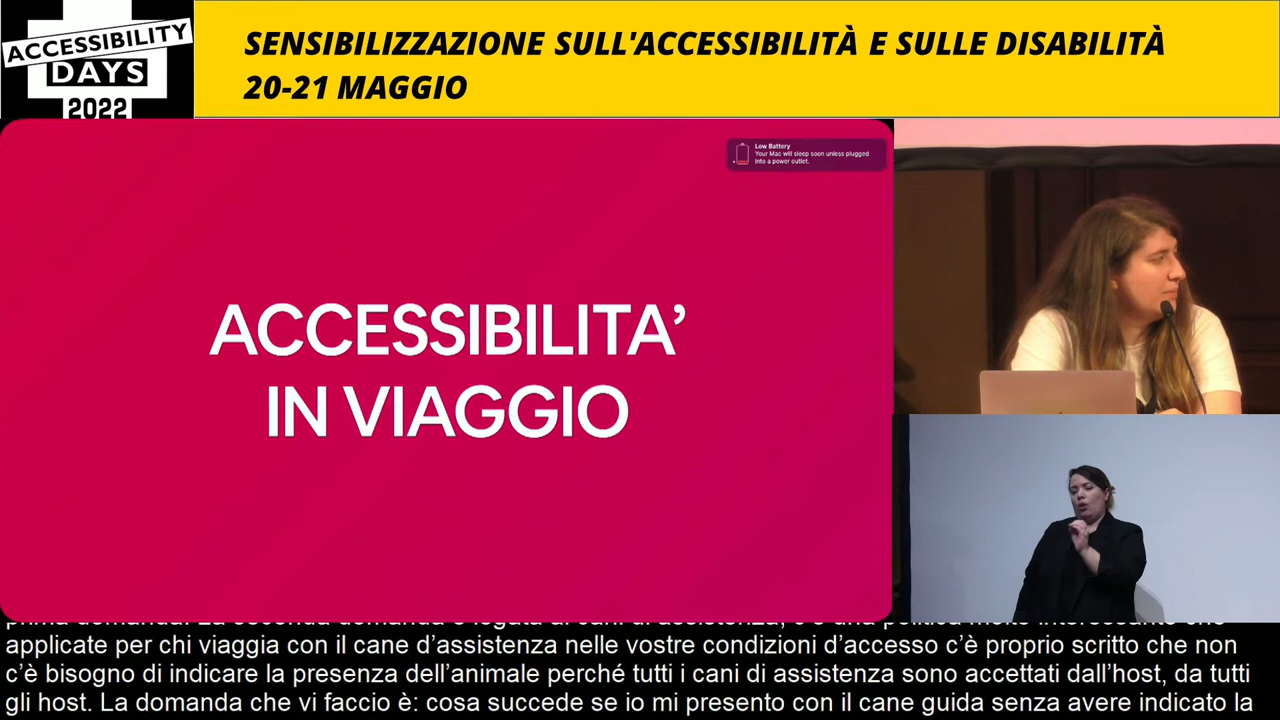 ACCESSIBILITY
DAYS
2022
SENSIBILIZZAZIONE SULL'ACCESSIBILITÀ E SULLE DISABILITÀ
20-21 MAGGIO
Low Battery
Your Mac will sleep soon unless plugged
into a power outlet.
ACCESSIBILITA’
IN VIAGGIO
applicate per chi viaggia con il cane d’assistenza nelle vostre condizioni d’accesso c’è proprio scritto che non
c’è bisogno di indicare la presenza dell’animale perché tutti i cani di assistenza sono accettati dall’host, da tutti
gli host. La domanda che vi faccio è: cosa succede se io mi presento con il cane guida senza avere indicato la